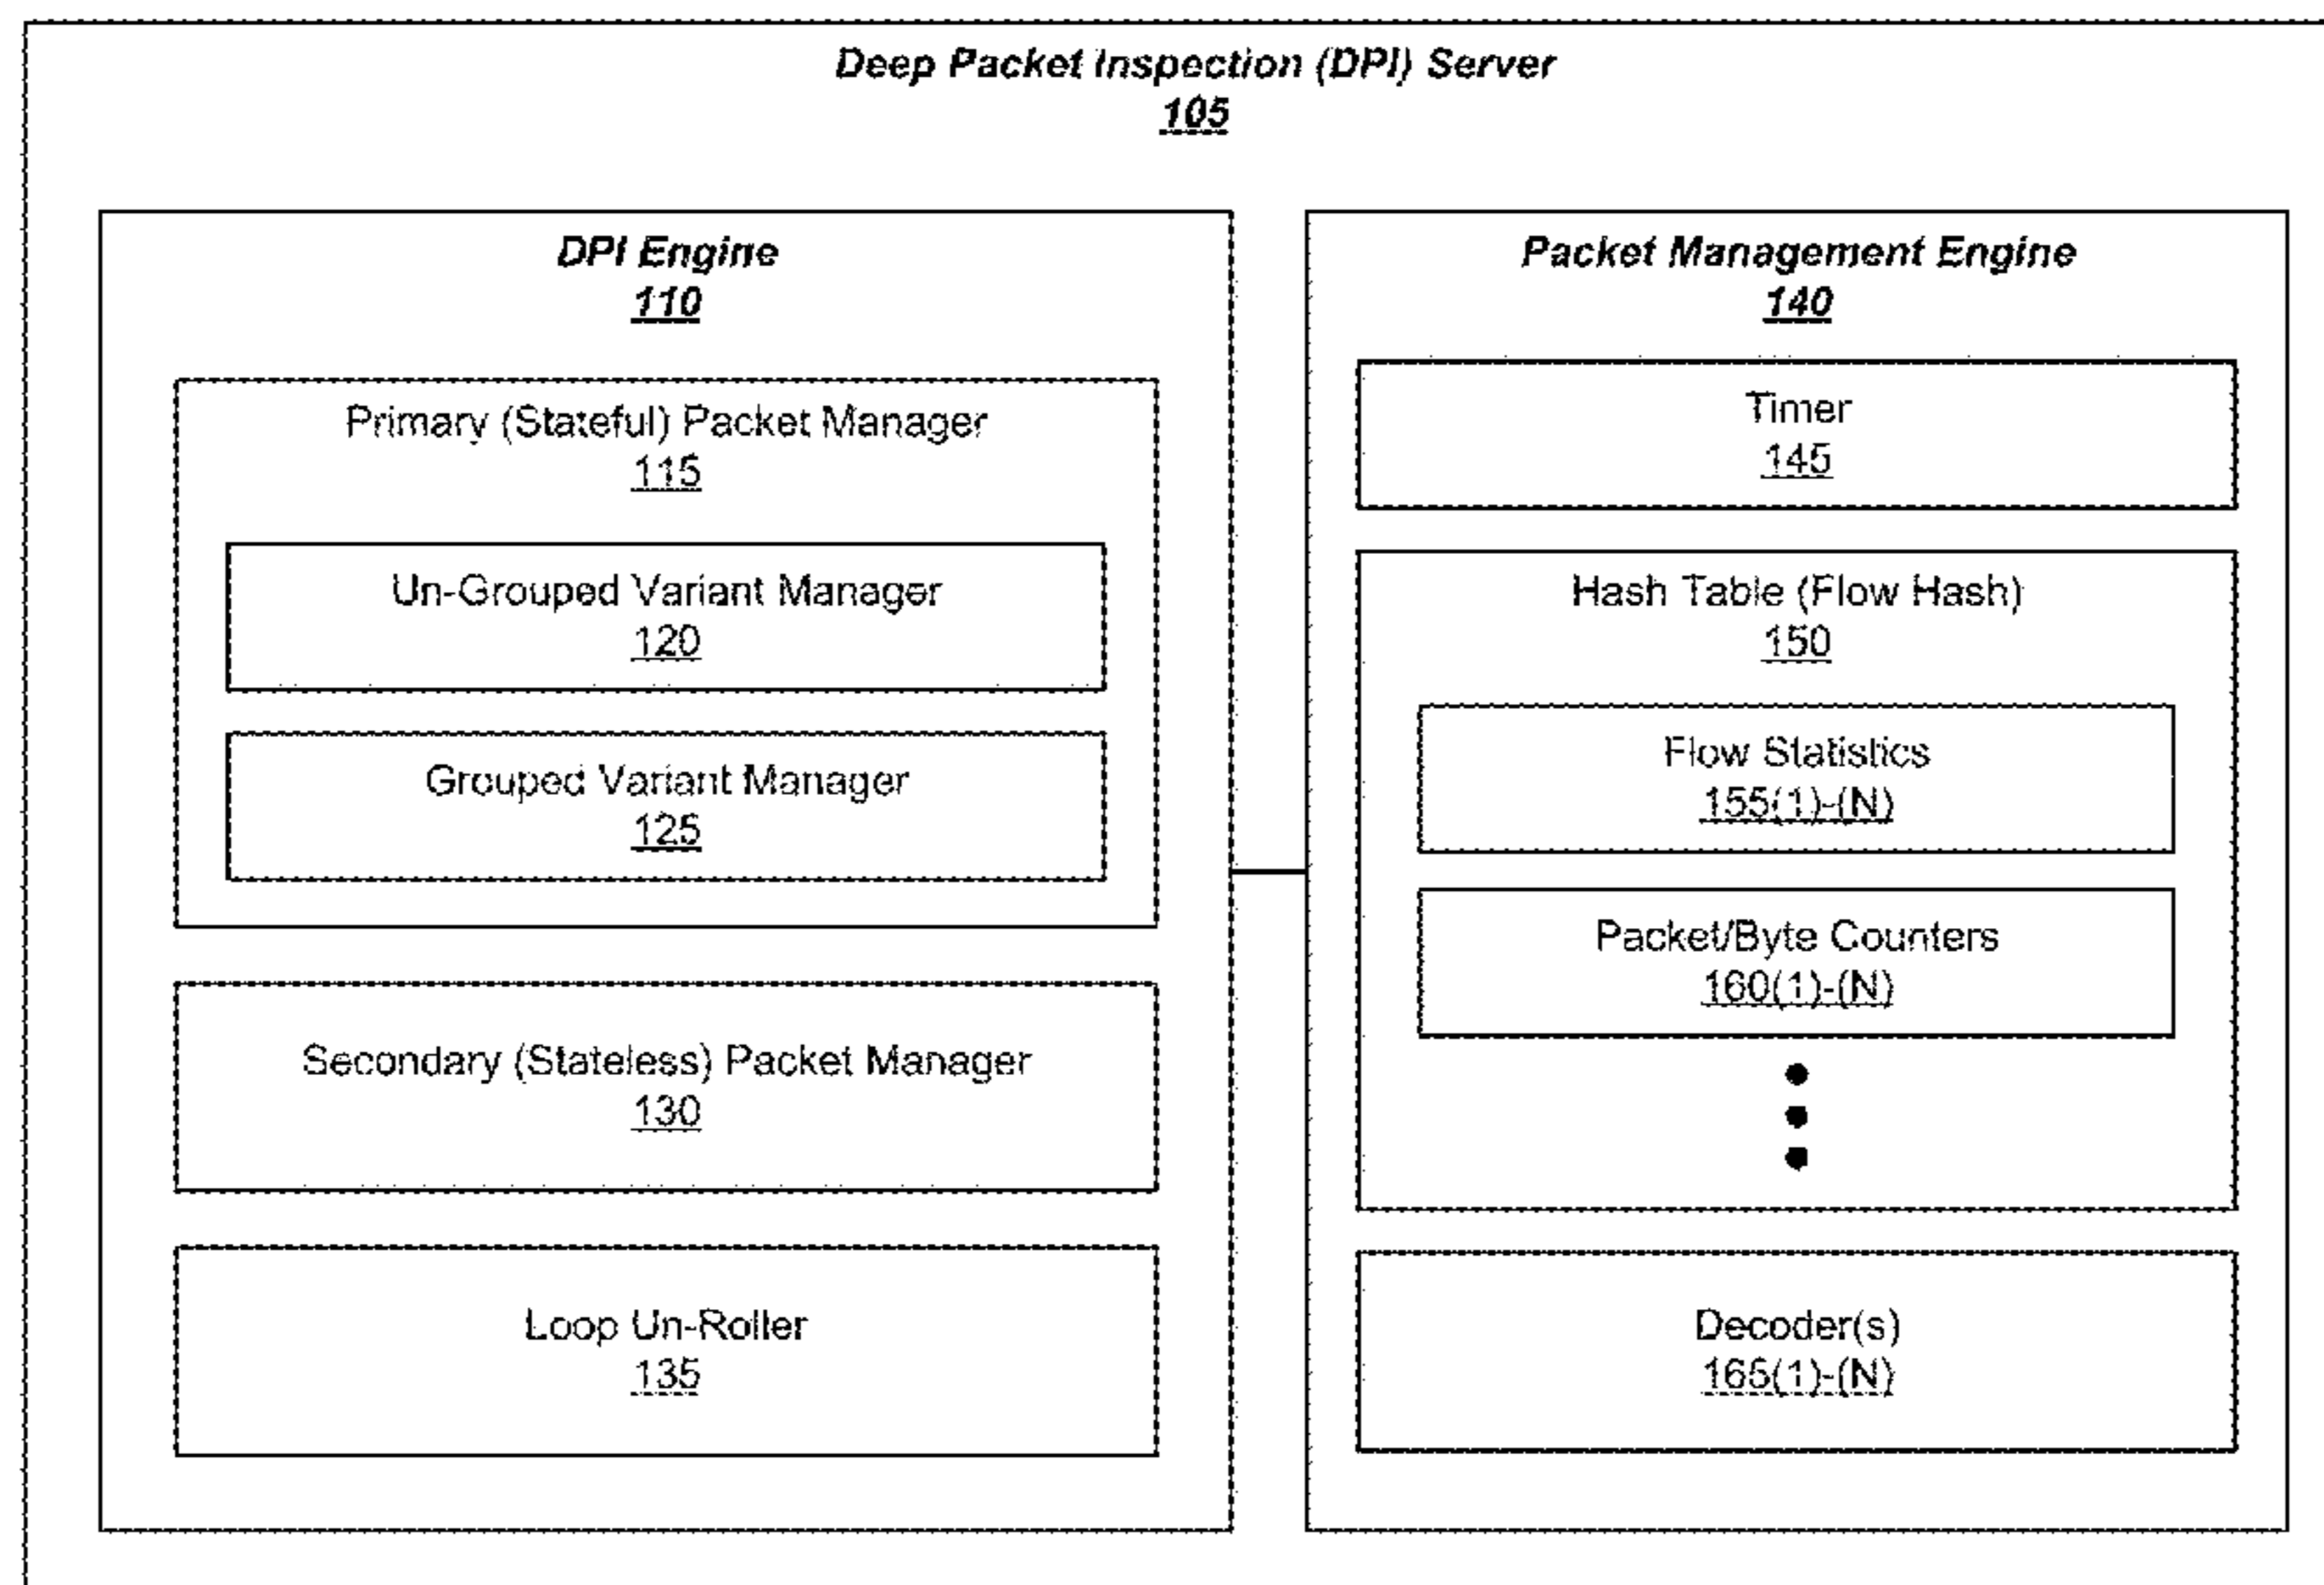 Deep Packet Inspection (DPI) Server
105
DPI Engine
110
Primary (Stateful) Packet Manager
115
Un-Grouped Variant Manager
120
Grouped Variant Manager
125
Secondary (Stateless) Packet Manager
130
Loop Un-Roller
135
Packet Management Engine
140
Timer
145
Hash Table (Flow Hash)
150
Flow Statistics
155(1)-(N)
Packet/Byte Counters
160(1)-(N)
Decoder(s)
165(1)-(N)